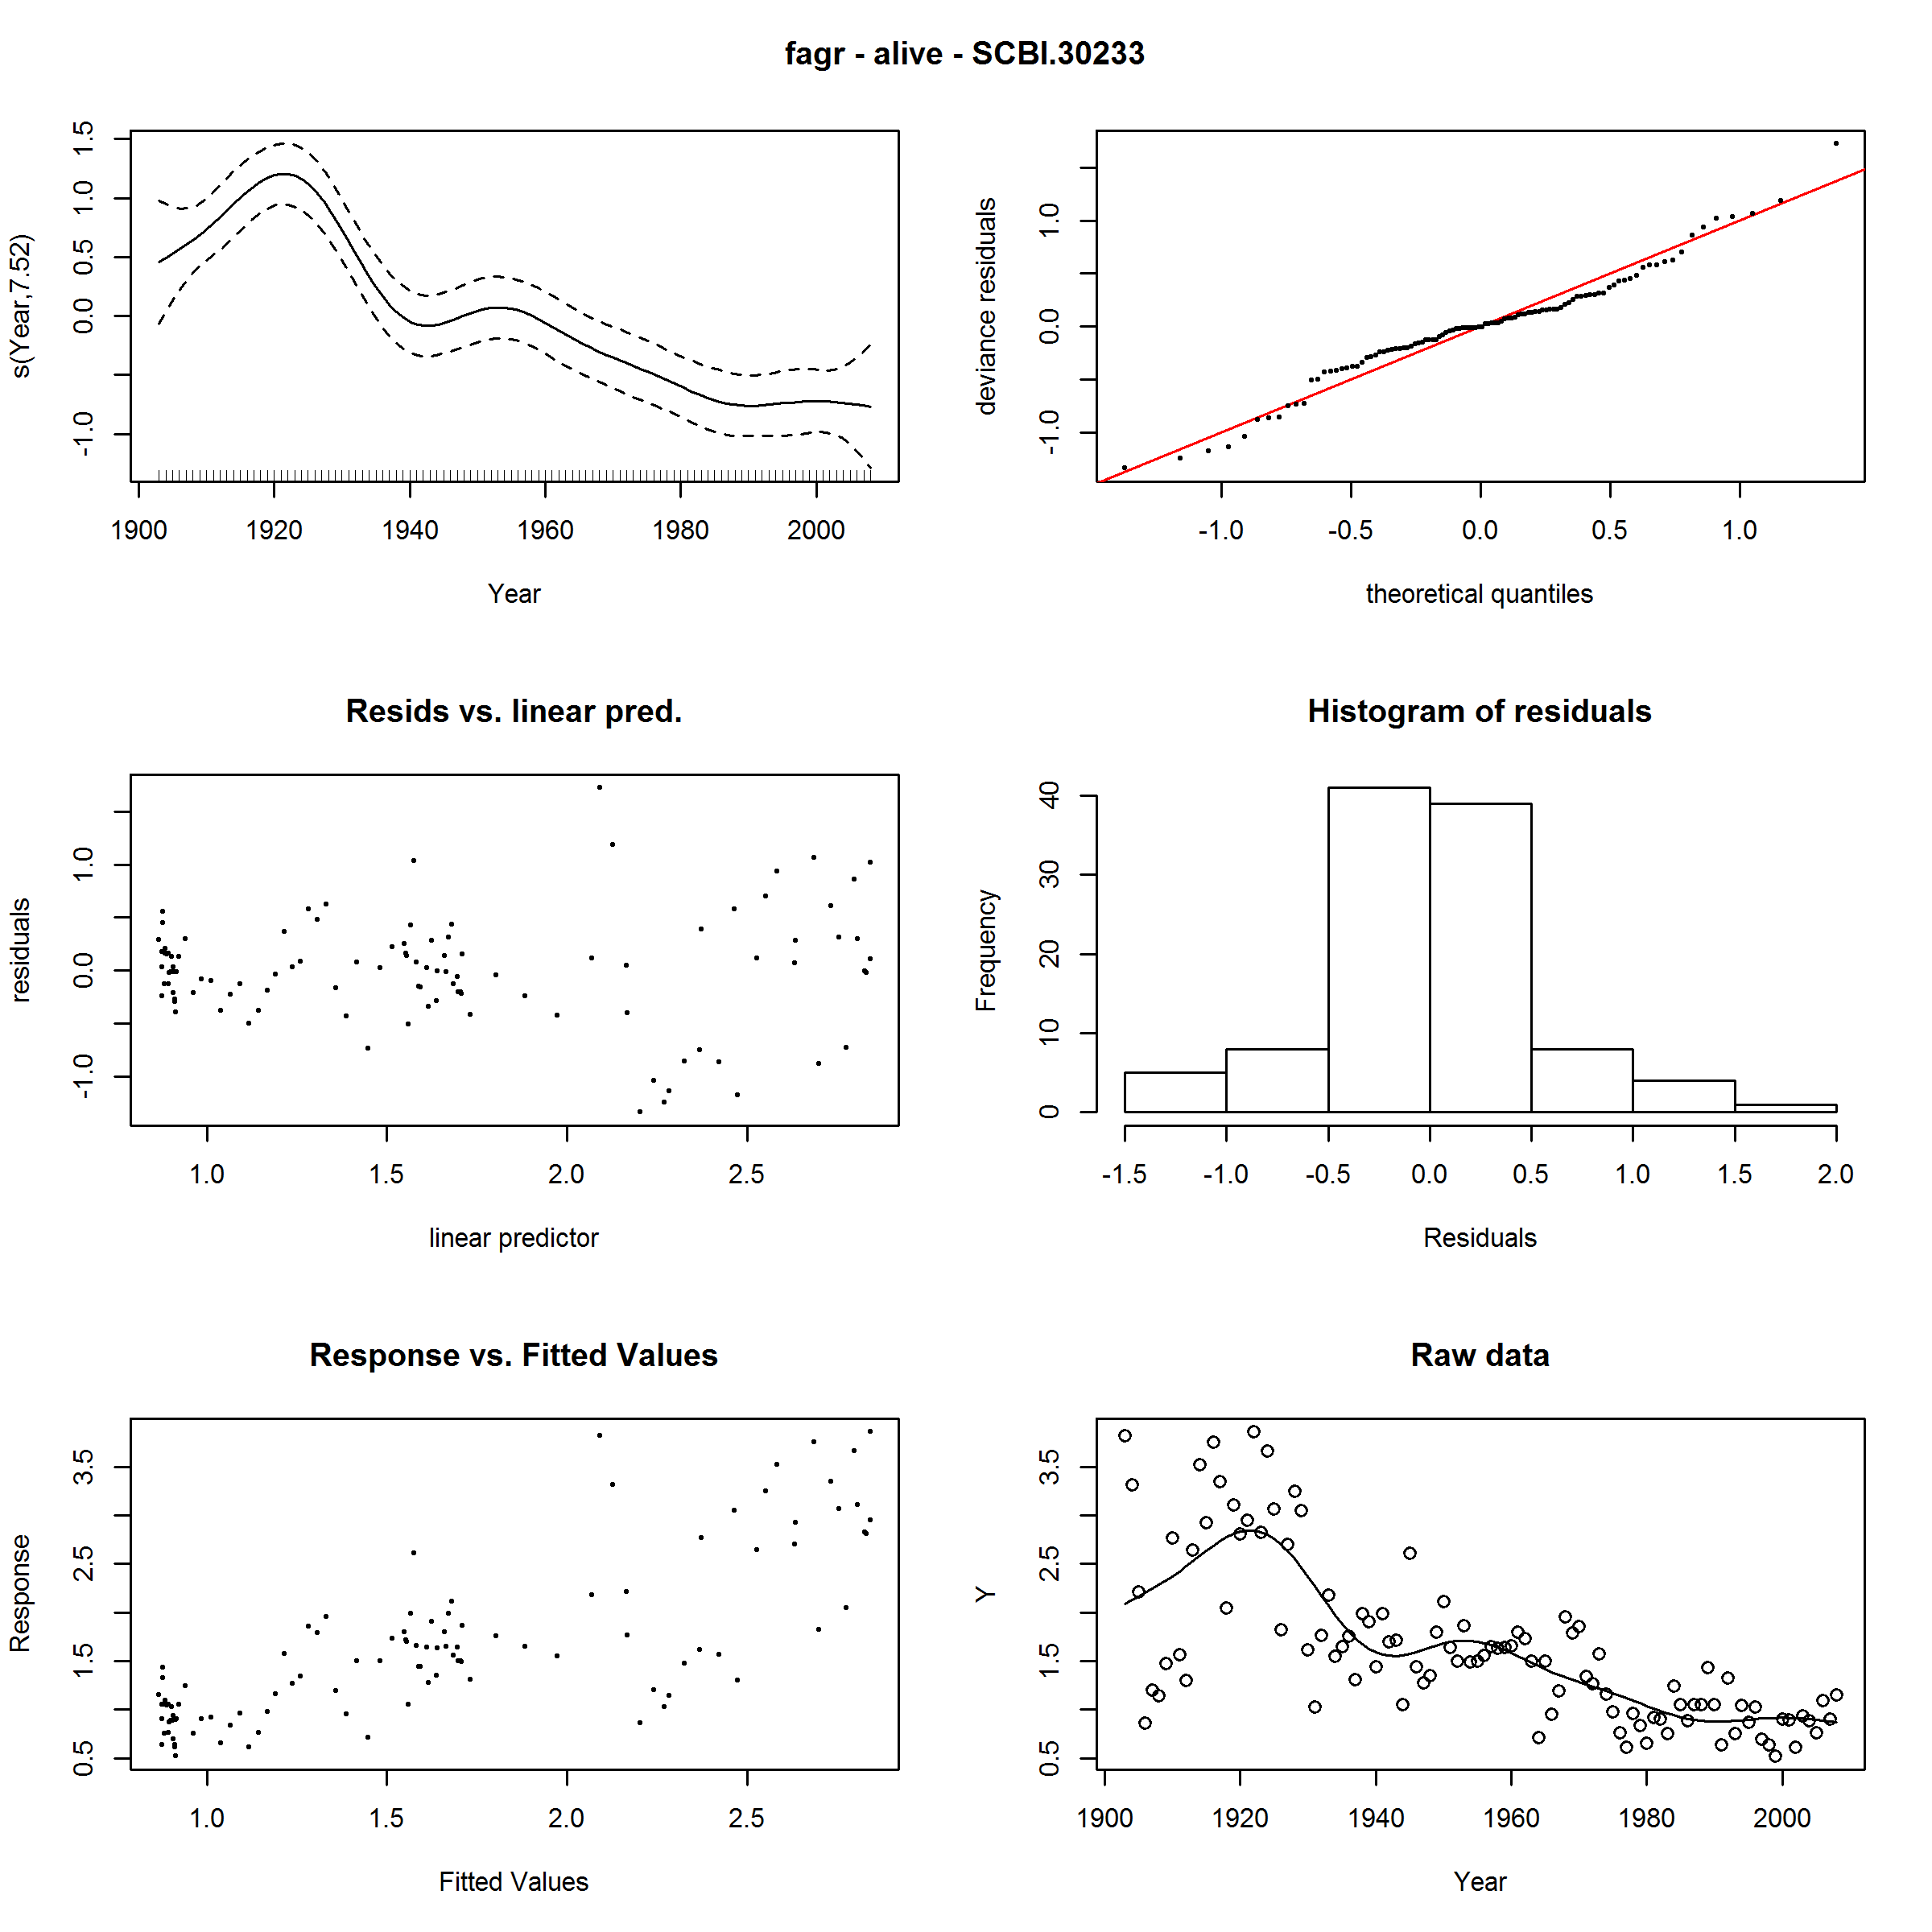 fagr - alive - SCBI.30233
s(Year,7.52)
-1.0 0.0 0.5 1.0 1.5
1900 1920 1940 1960 1980 2000
Year
deviance residuals
-1.0 0.0 1.0
-1.0 -0.5 0.0 0.5 1.0
theoretical quantiles
Resids vs. linear pred.
residuals
-1.0 0.0 1.0
1.0 1.5 2.0 2.5
linear predictor
Histogram of residuals
Frequency
0 10 20 30 40
-1.5 -1.0 -0.5 0.0 0.5 1.0 1.5 2.0
Residuals
Response vs. Fitted Values
Response
0.5 1.5 2.5 3.5
1.0 1.5 2.0 2.5
Fitted Values
Raw data
Y
0.5 1.5 2.5 3.5
1900 1920 1940 1960 1980 2000
Year